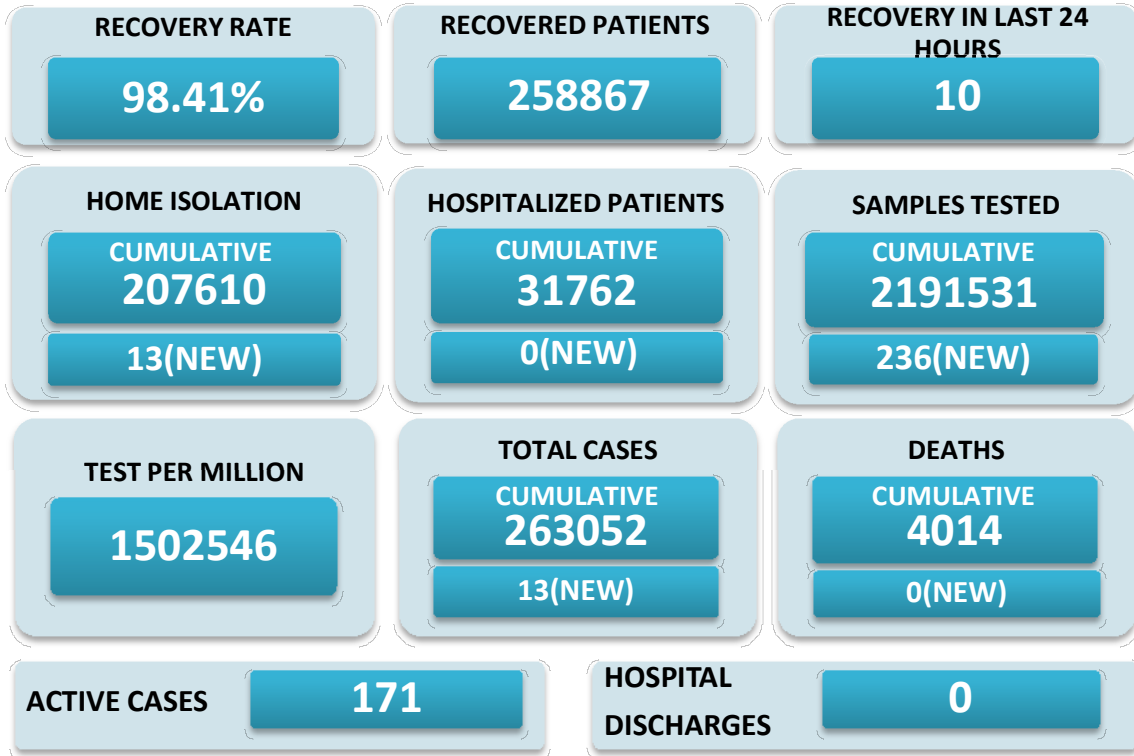 RECOVERY RATE
98.41%
RECOVERED PATIENTS
258867
RECOVERY IN LAST 24
HOURS
10
HOME ISOLATION
CUMULATIVE
207610
13(NEW)
HOSPITALIZED PATIENTS
CUMULATIVE
31762
0(NEW)
SAMPLES TESTED
CUMULATIVE
2191531
236(NEW)
TEST PER MILLION
1502546
TOTAL CASES
CUMULATIVE
263052
13(NEW)
DEATHS
CUMULATIVE
4014
0(NEW)
ACTIVE CASES
171
HOSPITAL
DISCHARGES
0